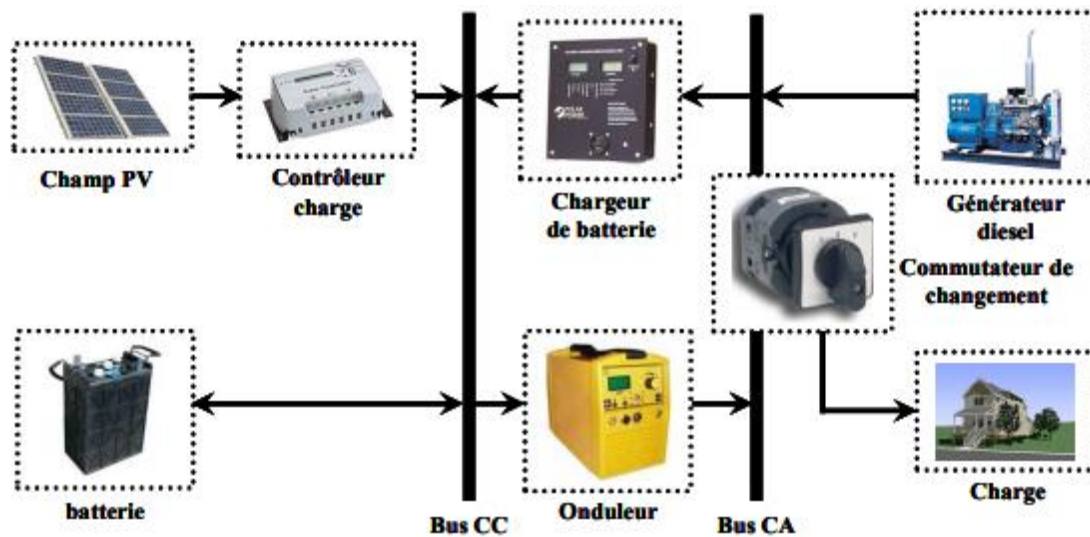 Champ PV
Contrôleur
charge
Chargeur
de batterie
Générateur
diesel
Commutateur de
changement
batterie
Bus CC
Onduleur
Bus CA
Charge